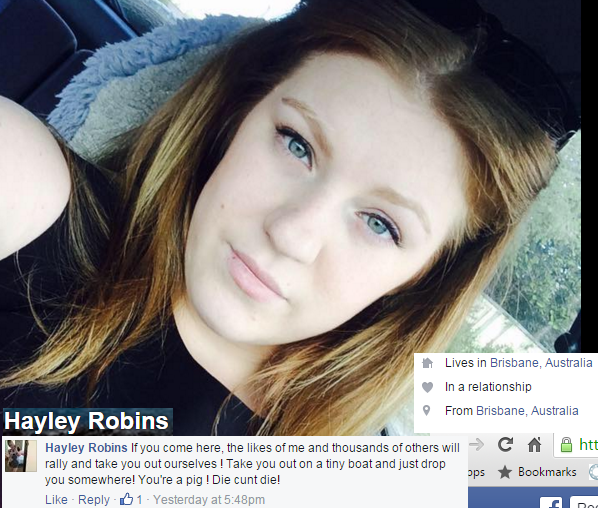 Lives in Brisbane, Australia
In a relationship
From Brisbane, Australia
Hayley Robins
Hayley Robins If you come here, the likes of me and thousands of others will
rally and take you out ourselves ! Take you out on a tiny boat and just drop
you somewhere! You're a pig ! Die cunt die!
Like · Reply · 1 · Yesterday at 5:48pm
ops
Bookmarks